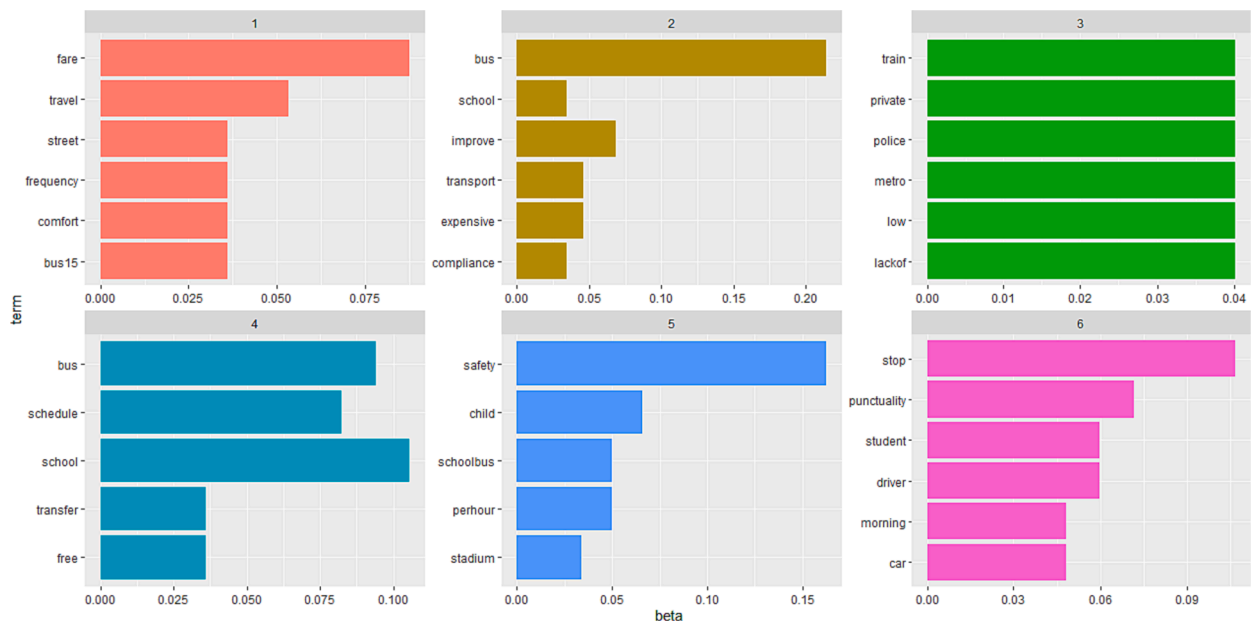 1
fare
travel
street
frequency
comfort
bus15
0.000 0.025 0.050 0.075
2
bus
school
improve
transport
expensive
compliance
0.00 0.05 0.10 0.15 0.20
3
train
private
police
metro
low
lackof
0.00 0.01 0.02 0.03 0.04
term
4
bus
schedule
school
transfer
free
0.000 0.025 0.050 0.075 0.100
5
safety
child
schoolbus
perhour
stadium
0.00 0.05 0.10 0.15
6
stop
punctuality
student
driver
morning
car
0.00 0.03 0.06 0.09
beta